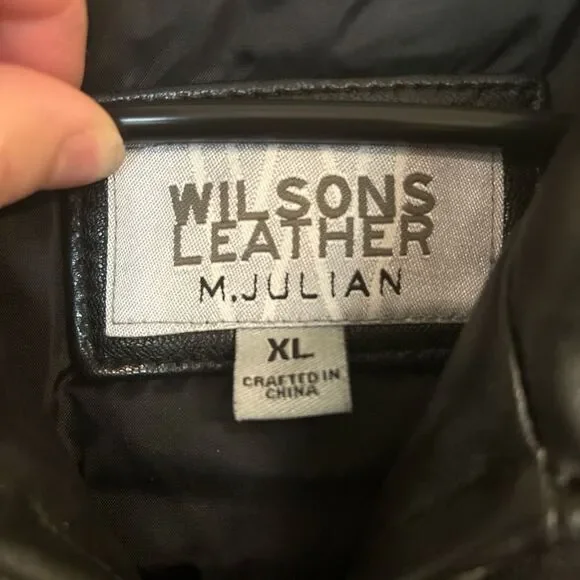 WILSONS
LEATHER
M.JULIAN
XL
CRAFTED IN
CHINA